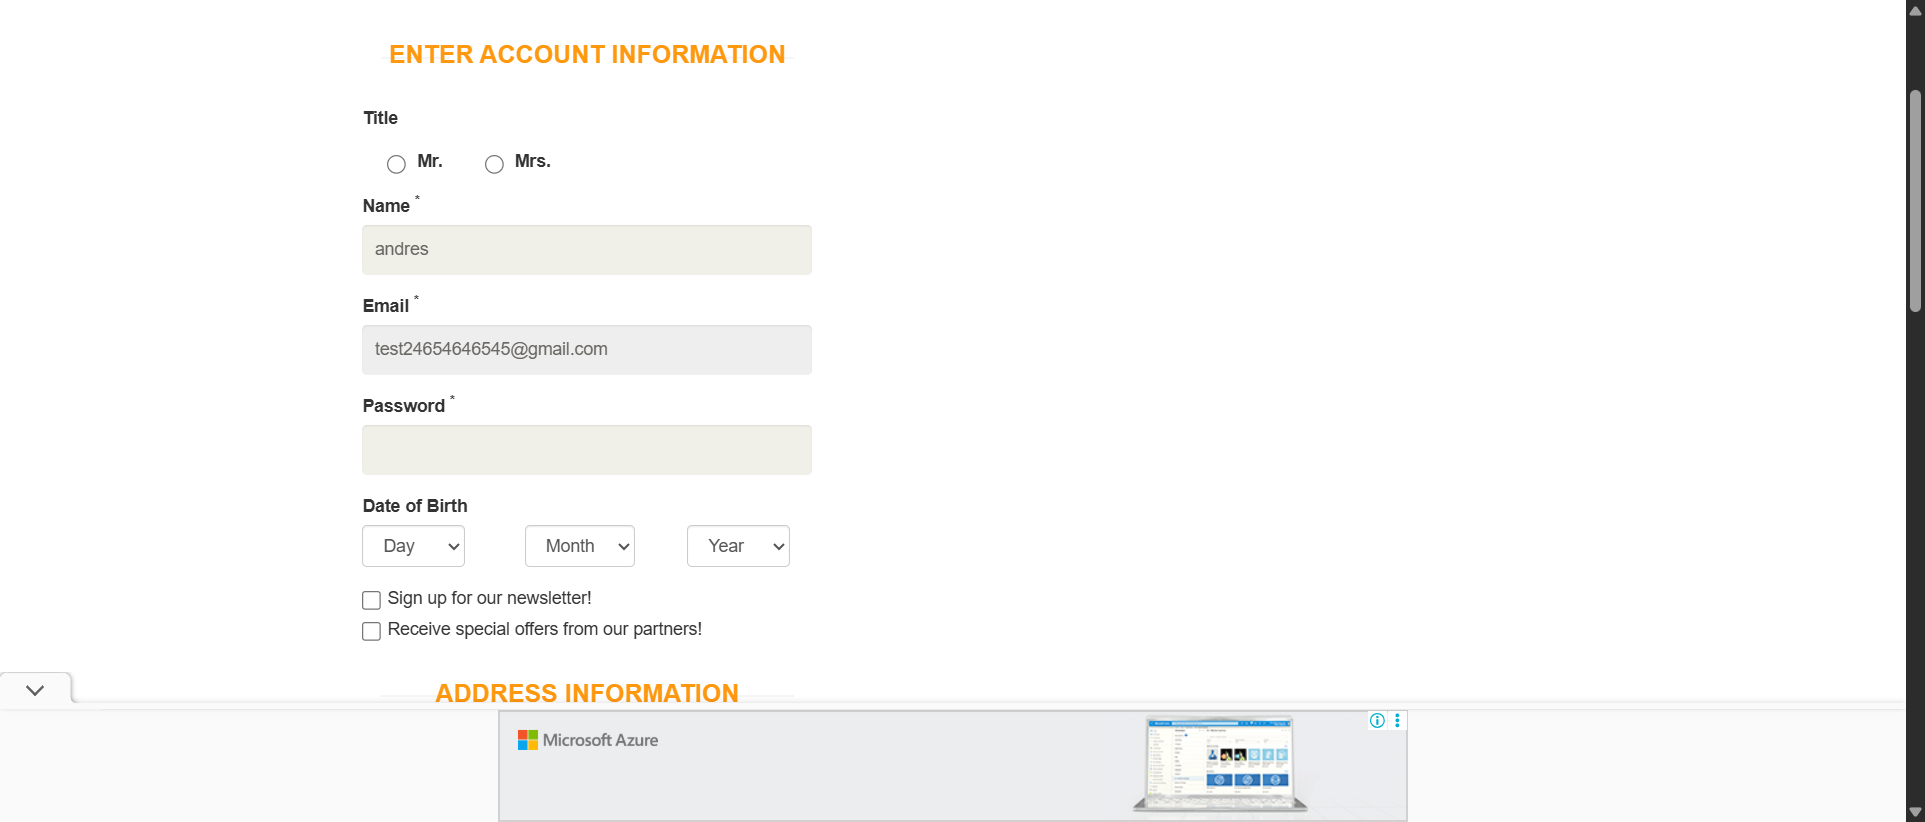 ENTER ACCOUNT INFORMATION
Title
Mr. Mrs.
Name *
andres
Email *
test24654646545@gmail.com
Password *
Date of Birth
Day Month Year
Sign up for our newsletter!
Receive special offers from our partners!
ADDRESS INFORMATION
Microsoft Azure